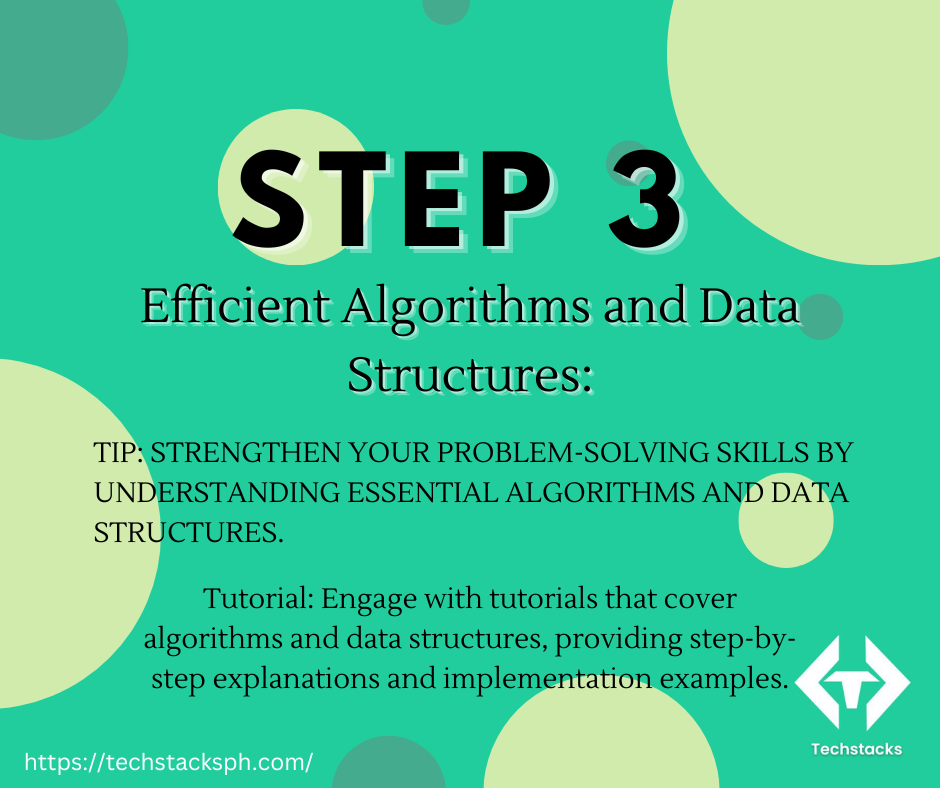 STEP 3
Efficient Algorithms and Data
Structures:
TIP: STRENGTHEN YOUR PROBLEM-SOLVING SKILLS BY
UNDERSTANDING ESSENTIAL ALGORITHMS AND DATA
STRUCTURES.
Tutorial: Engage with tutorials that cover
algorithms and data structures, providing step-by-
step explanations and implementation examples.
Techstacks
https://techstacksph.com/